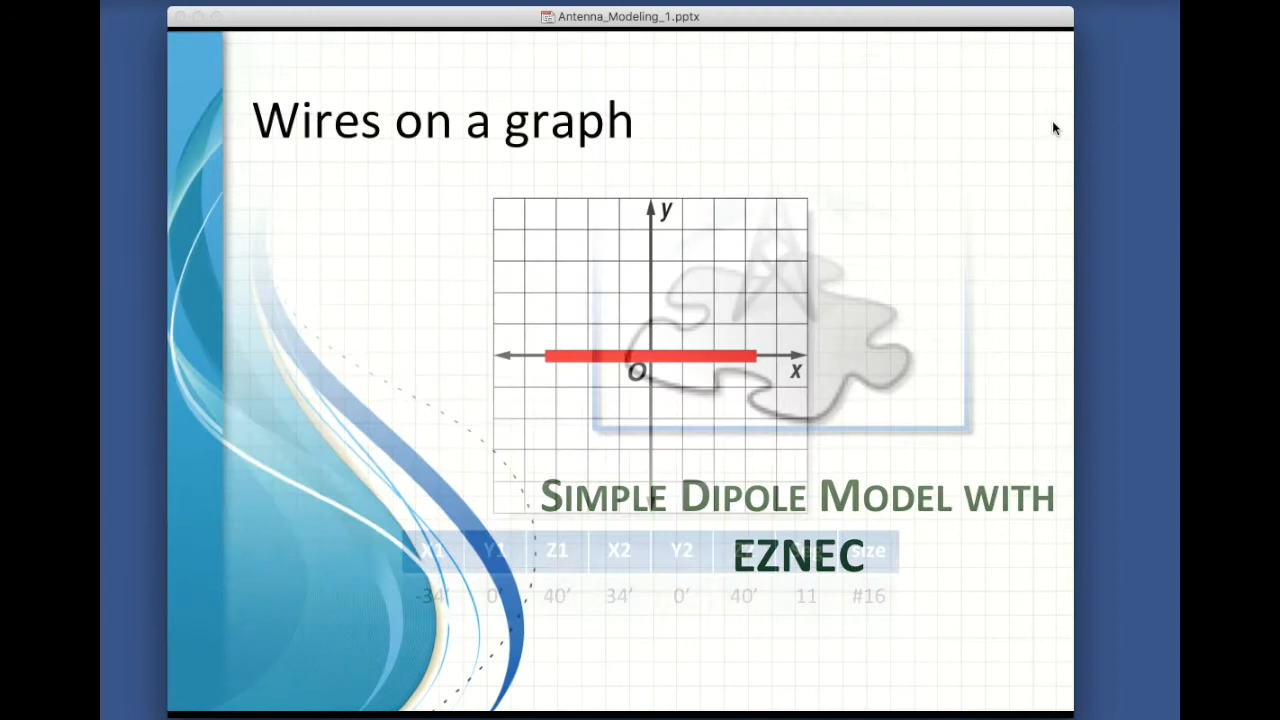 Antenna_Modeling_1.pptx
Wires on a graph
y
O
x
SIMPLE DIPOLE MODEL WITH
EZNEC
X1 Y1 Z1 X2 Y2 size
-34' 0' 40' 34' 0' 40' 11 #16